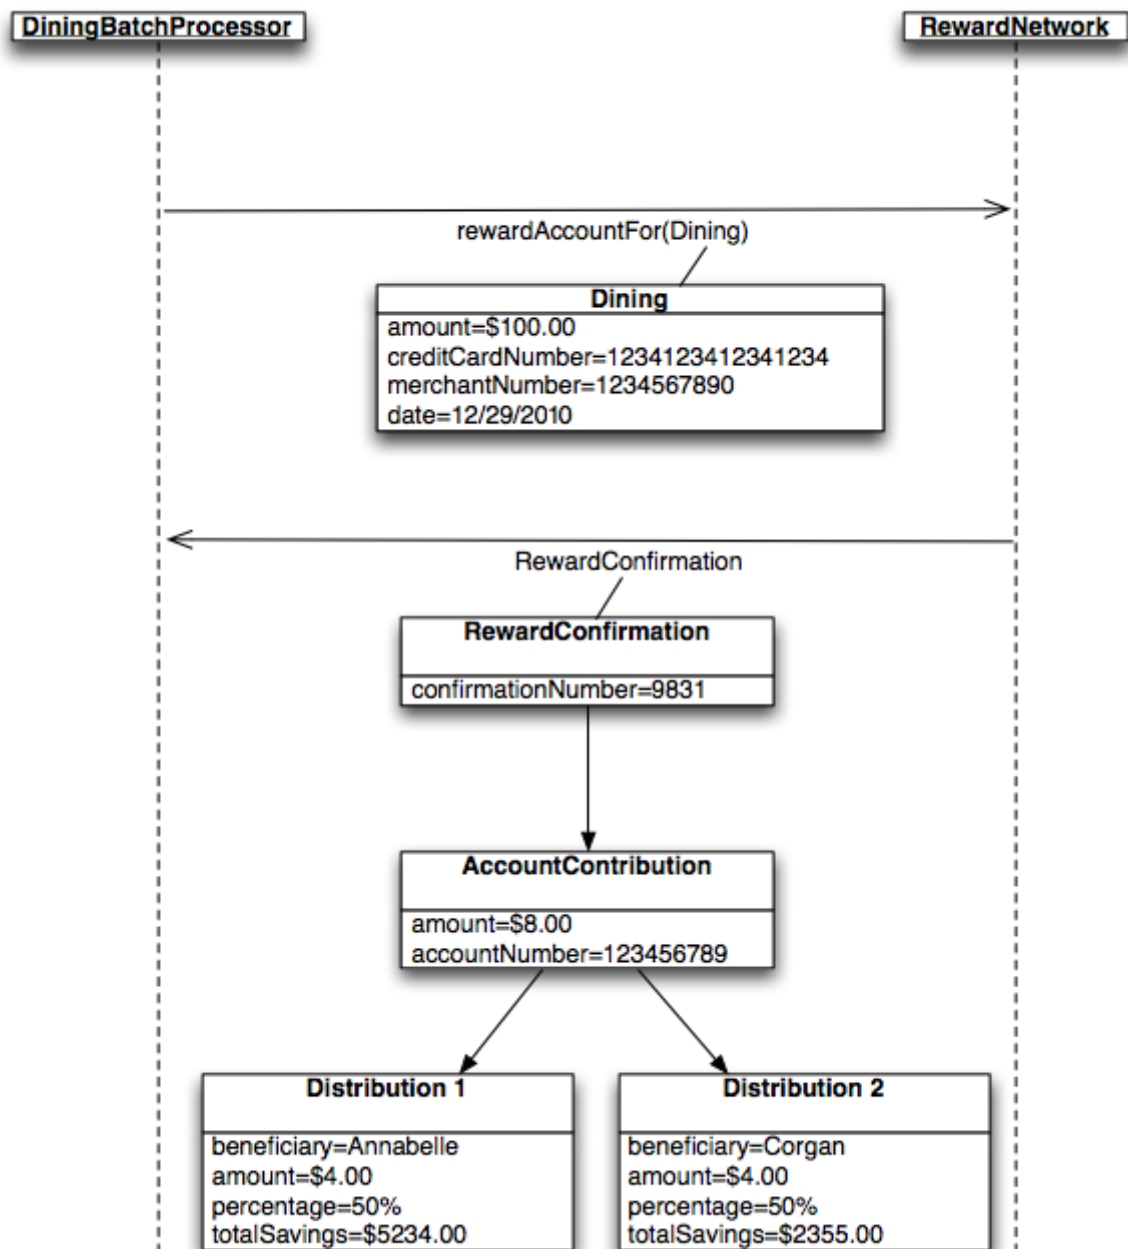 DiningBatchProcessor
RewardNetwork
rewardAccountFor(Dining)
Dining
amount=$100.00
creditCardNumber=1234123412341234
merchantNumber=1234567890
date=12/29/2010
RewardConfirmation
RewardConfirmation
confirmationNumber=9831
AccountContribution
amount=$8.00
accountNumber=123456789
Distribution 1
beneficiary=Annabelle
amount=$4.00
percentage=50%
totalSavings=$5234.00
Distribution 2
beneficiary=Corgan
amount=$4.00
percentage=50%
totalSavings=$2355.00